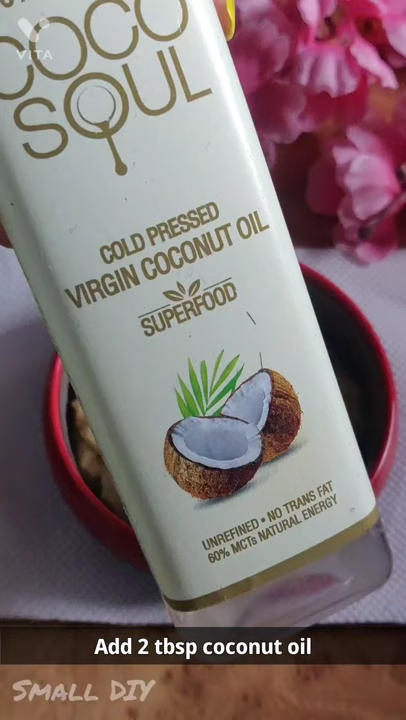 VITA
COCO
SOUL
COLD PRESSED
VIRGIN COCONUT OIL
SUPERFOOD
UNREFINED • NO TRANS FAT
60% MCTs NATURAL ENERGY
Add 2 tbsp coconut oil
SMALL DIY